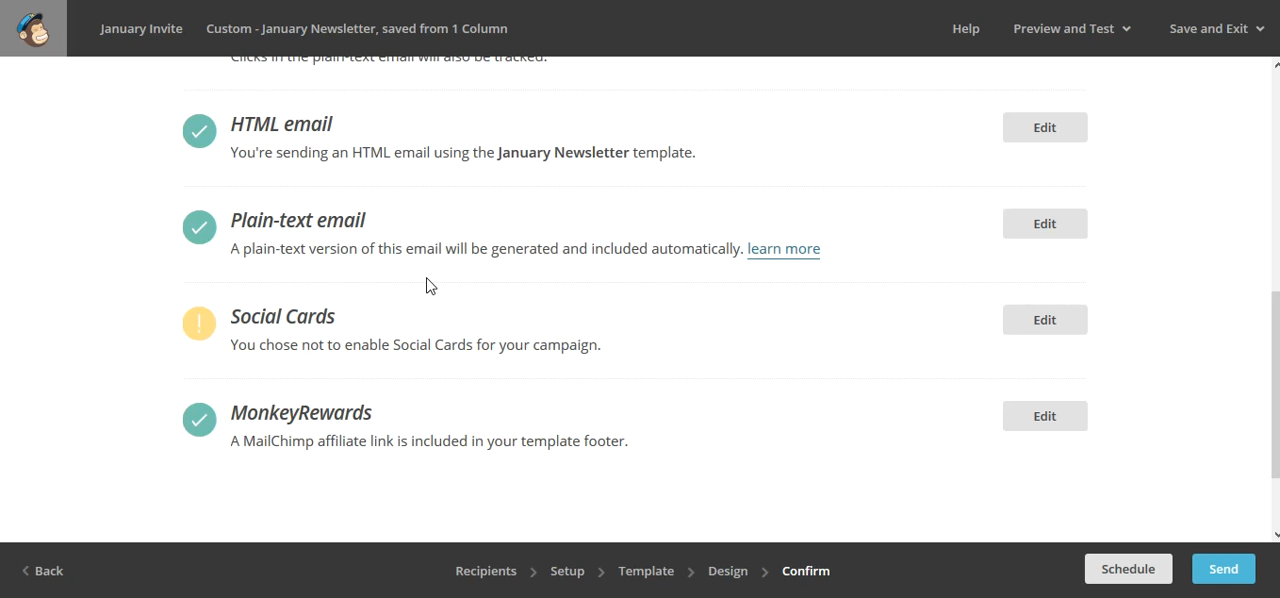 January Invite Custom - January Newsletter, saved from 1 Column Help Preview and Test Save and Exit
Clicks in the plain-text email will also be tracked.
HTML email
Edit
You're sending an HTML email using the January Newsletter template.
Plain-text email
Edit
A plain-text version of this email will be generated and included automatically. learn more
Social Cards
Edit
You chose not to enable Social Cards for your campaign.
MonkeyRewards
Edit
A MailChimp affiliate link is included in your template footer.
Back Recipients Setup Template Design Confirm Schedule Send